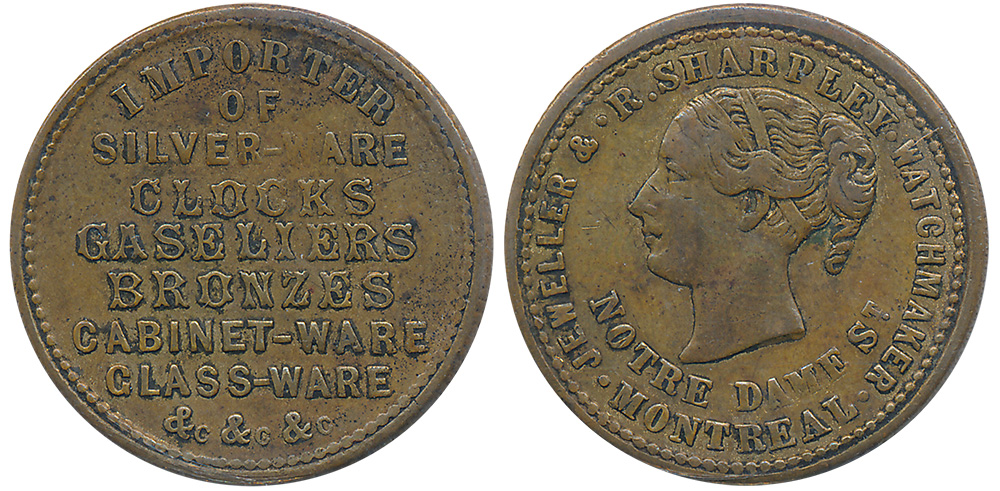 IMPORTER
OF
SILVER-WARE
CLOCKS
GASELIERS
BRONZES
CABINET-WARE
GLASS-WARE
&c &c &c
R. SHARPLEY · WATCHMAKER · MONTREAL · JEWELLER & ·
NOTRE DAME ST